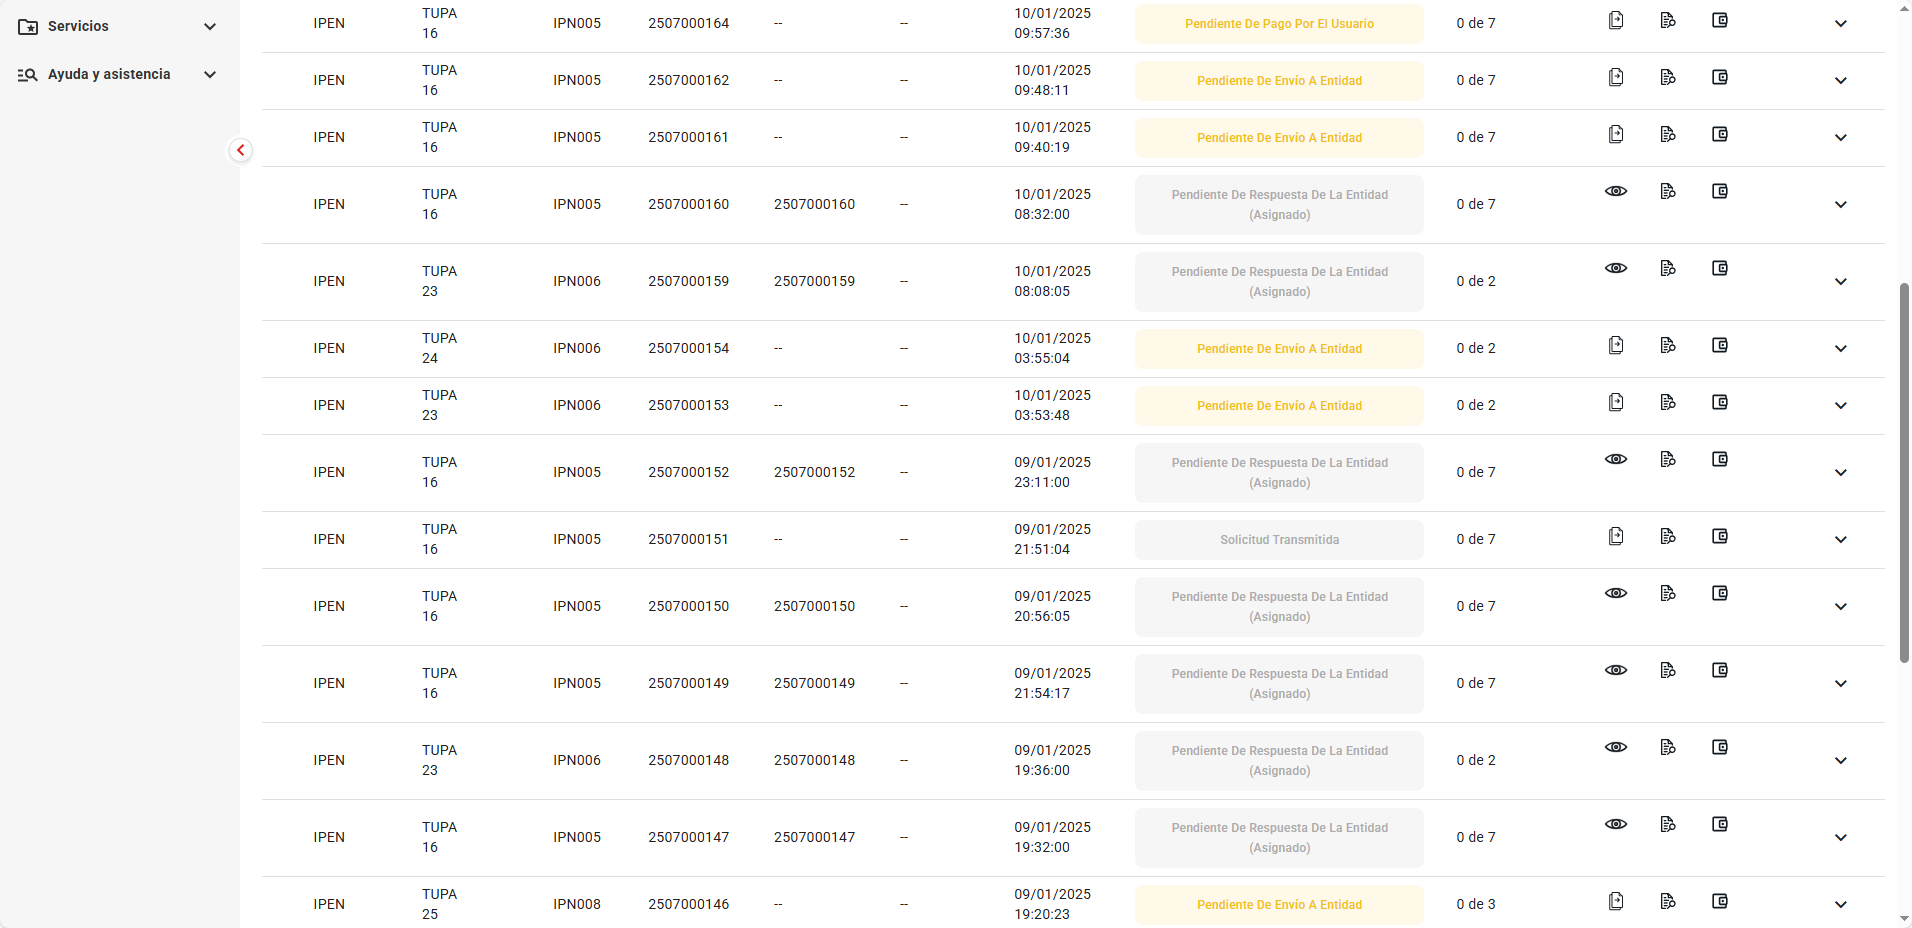 Servicios
Ayuda y asistencia
IPEN TUPA 16 IPN005 2507000164 -- -- 10/01/2025 09:57:36 Pendiente De Pago Por El Usuario 0 de 7
IPEN TUPA 16 IPN005 2507000162 -- -- 10/01/2025 09:48:11 Pendiente De Envío A Entidad 0 de 7
IPEN TUPA 16 IPN005 2507000161 -- -- 10/01/2025 09:40:19 Pendiente De Envío A Entidad 0 de 7
IPEN TUPA 16 IPN005 2507000160 2507000160 -- 10/01/2025 08:32:00 Pendiente De Respuesta De La Entidad (Asignado) 0 de 7
IPEN TUPA 23 IPN006 2507000159 2507000159 -- 10/01/2025 08:08:05 Pendiente De Respuesta De La Entidad (Asignado) 0 de 2
IPEN TUPA 24 IPN006 2507000154 -- -- 10/01/2025 03:55:04 Pendiente De Envío A Entidad 0 de 2
IPEN TUPA 23 IPN006 2507000153 -- -- 10/01/2025 03:53:48 Pendiente De Envío A Entidad 0 de 2
IPEN TUPA 16 IPN005 2507000152 2507000152 -- 09/01/2025 23:11:00 Pendiente De Respuesta De La Entidad (Asignado) 0 de 7
IPEN TUPA 16 IPN005 2507000151 -- -- 09/01/2025 21:51:04 Solicitud Transmitida 0 de 7
IPEN TUPA 16 IPN005 2507000150 2507000150 -- 09/01/2025 20:56:05 Pendiente De Respuesta De La Entidad (Asignado) 0 de 7
IPEN TUPA 16 IPN005 2507000149 2507000149 -- 09/01/2025 21:54:17 Pendiente De Respuesta De La Entidad (Asignado) 0 de 7
IPEN TUPA 23 IPN006 2507000148 2507000148 -- 09/01/2025 19:36:00 Pendiente De Respuesta De La Entidad (Asignado) 0 de 2
IPEN TUPA 16 IPN005 2507000147 2507000147 -- 09/01/2025 19:32:00 Pendiente De Respuesta De La Entidad (Asignado) 0 de 7
IPEN TUPA 25 IPN008 2507000146 -- -- 09/01/2025 19:20:23 Pendiente De Envío A Entidad 0 de 3